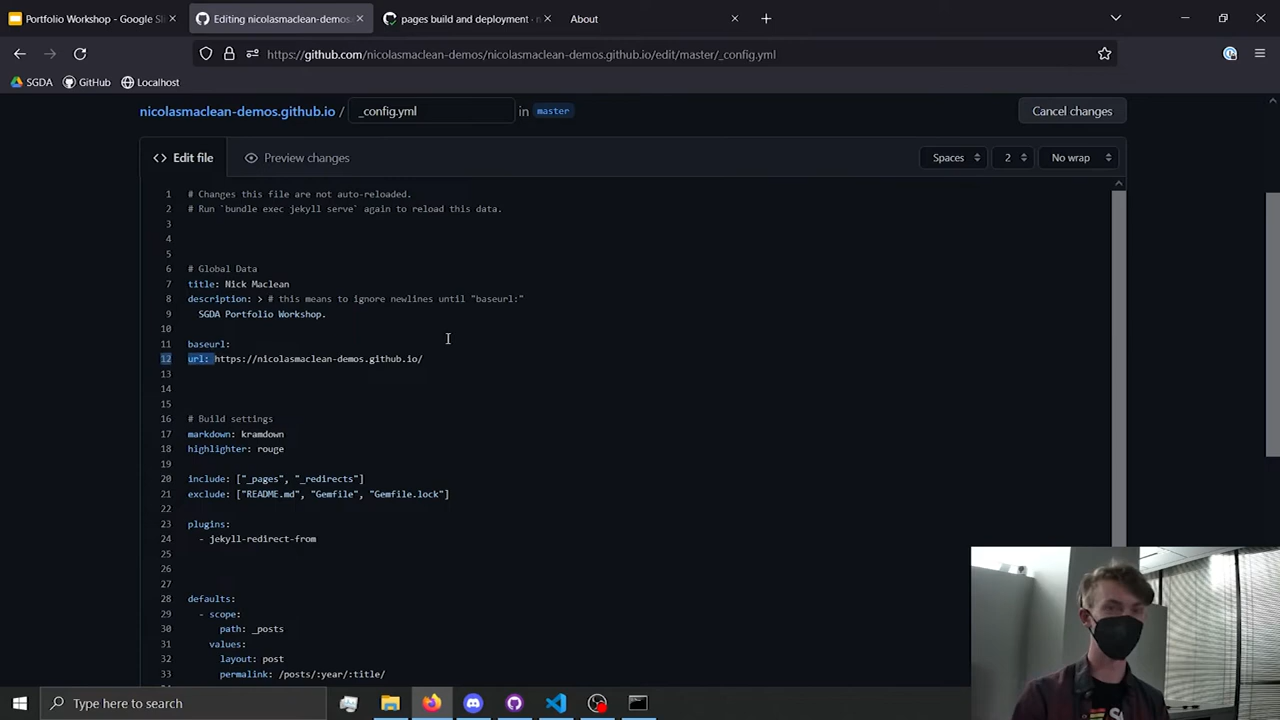 Portfolio Workshop - Google Sli
Editing nicolasmaclean-demos.
pages build and deployment · n
About
https://github.com/nicolasmaclean-demos/nicolasmaclean-demos.github.io/edit/master/_config.yml
SGDA
GitHub
Localhost
nicolasmaclean-demos.github.io / _config.yml in master
Cancel changes
<> Edit file
Preview changes
Spaces
2
No wrap
1 # Changes this file are not auto-reloaded.
2 # Run `bundle exec jekyll serve` again to reload this data.
3
4
5
6 # Global Data
7 title: Nick Maclean
8 description: > # this means to ignore newlines until "baseurl:"
9 SGDA Portfolio Workshop.
10
11 baseurl:
12 url: https://nicolasmaclean-demos.github.io/
13
14
15
16 # Build settings
17 markdown: kramdown
18 highlighter: rouge
19
20 include: ["_pages", "_redirects"]
21 exclude: ["README.md", "Gemfile", "Gemfile.lock"]
22
23 plugins:
24 - jekyll-redirect-from
25
26
27
28 defaults:
29 - scope:
30 path: _posts
31 values:
32 layout: post
33 permalink: /posts/:year/:title/
Type here to search